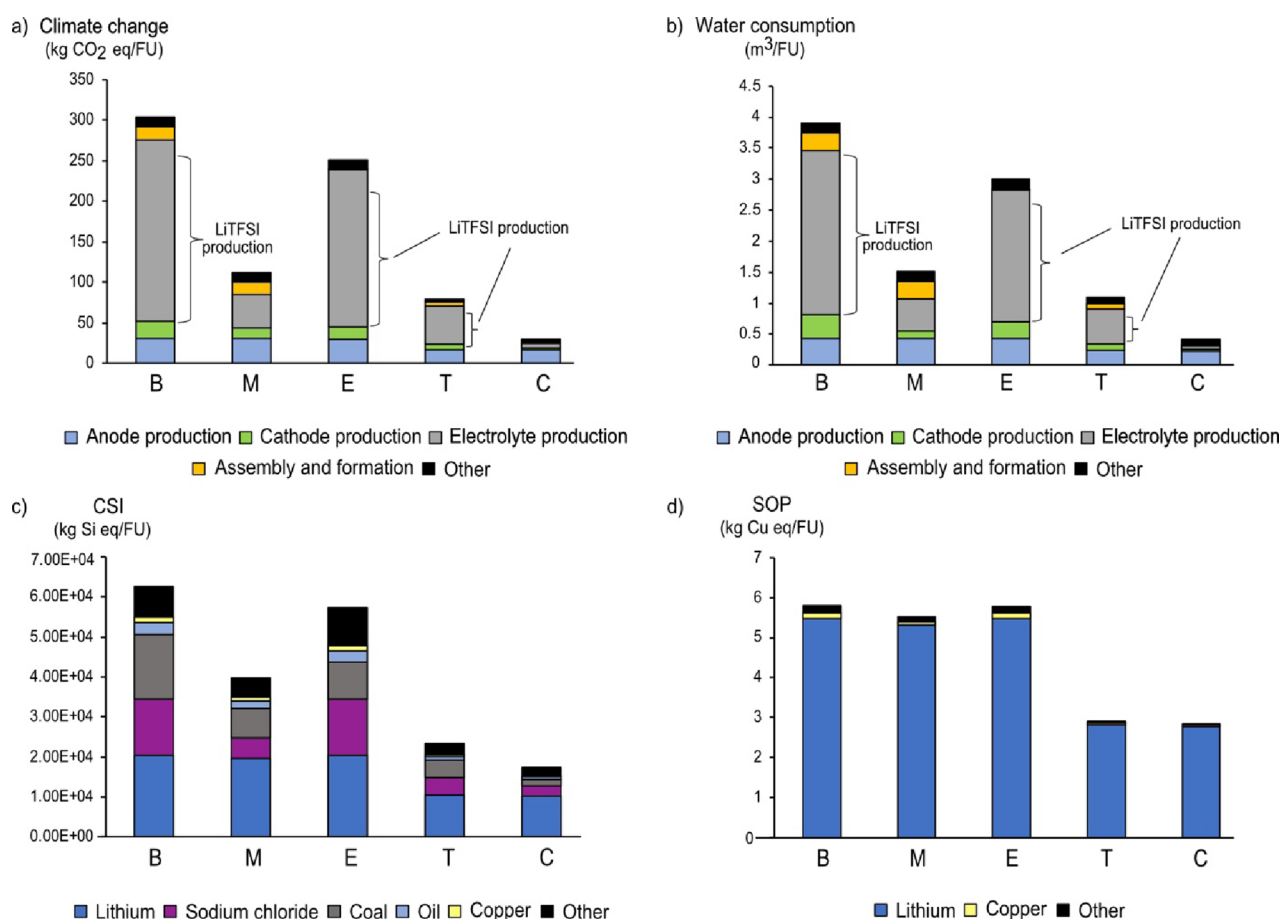 a) Climate change
(kg CO2 eq/FU)
350
300
250
200
150
100
50
0
LiTFSI
production
LiTFSI production
B M E T C
Anode production Cathode production Electrolyte production
Assembly and formation Other
b) Water consumption
(m3/FU)
4.5
4
3.5
3
2.5
2
1.5
1
0.5
0
LiTFSI
production
LiTFSI production
B M E T C
Anode production Cathode production Electrolyte production
Assembly and formation Other
c) CSI
(kg Si eq/FU)
7.00E+04
6.00E+04
5.00E+04
4.00E+04
3.00E+04
2.00E+04
1.00E+04
0.00E+00
B M E T C
Lithium Sodium chloride Coal Oil Copper Other
d) SOP
(kg Cu eq/FU)
7
6
5
4
3
2
1
0
B M E T C
Lithium Copper Other